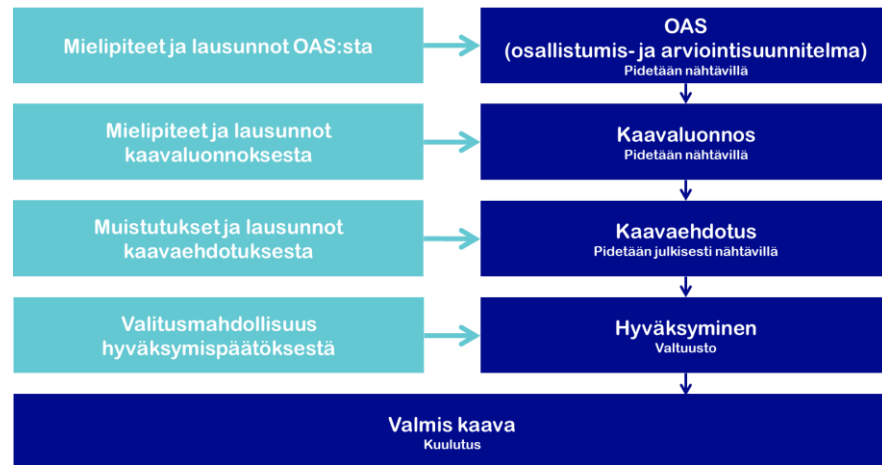 Mielipiteet ja lausunnot OAS:sta
OAS
(osallistumis- ja arviointisuunnitelma)
Pidetään nähtävillä
Mielipiteet ja lausunnot
kaavaluonnoksesta
Kaavaluonnos
Pidetään nähtävillä
Muistutukset ja lausunnot
kaavaehdotuksesta
Kaavaehdotus
Pidetään julkisesti nähtävillä
Valitusmahdollisuus
hyväksymispäätöksestä
Hyväksyminen
Valtuusto
Valmis kaava
Kuulutus